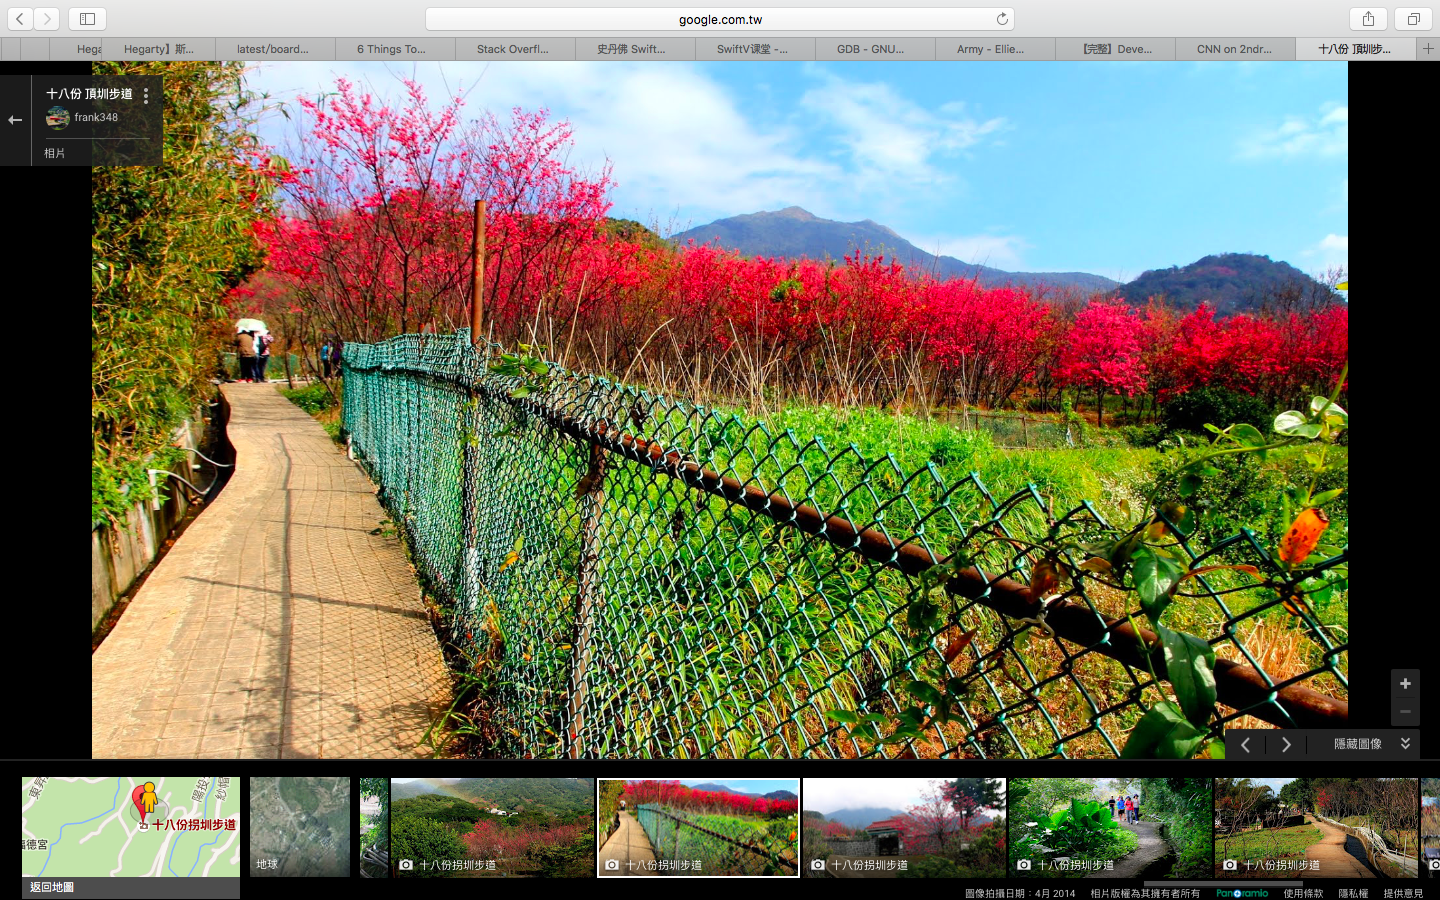 google.com.tw
Hega
Hegarty】斯...
latest/board...
6 Things To...
Stack Overfl...
史丹佛 Swift...
SwiftV课堂 -...
GDB - GNU...
Army - Ellie...
【完整】Deve...
CNN on 2ndr...
十八份 頂圳步...
十八份 頂圳步道
frank348
相片
隱藏圖像
十八份拐圳步道
福德宮
返回地圖
地球
十八份拐圳步道
十八份拐圳步道
十八份拐圳步道
十八份拐圳步道
十八份拐圳步道
圖像拍攝日期：4月 2014
相片版權為其擁有者所有
Panoramio
使用條款
隱私權
提供意見